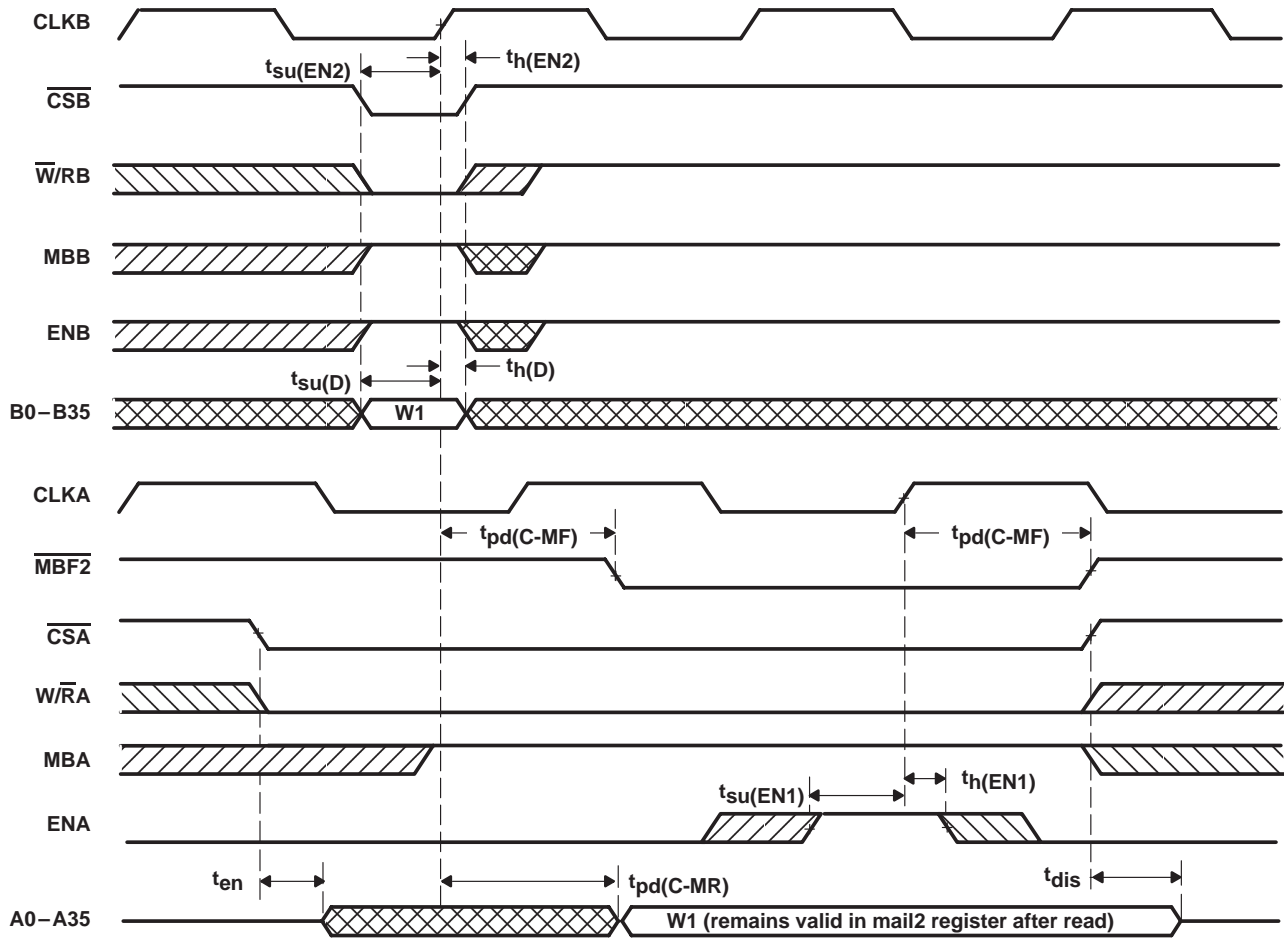 CLKB
tsu(EN2)
th(EN2)
CSB
W/RB
MBB
ENB
tsu(D)
th(D)
B0–B35
W1
CLKA
tpd(C-MF)
tpd(C-MF)
MBF2
CSA
W/RA
MBA
tsu(EN1)
th(EN1)
ENA
ten
tpd(C-MR)
tdis
A0–A35
W1 (remains valid in mail2 register after read)